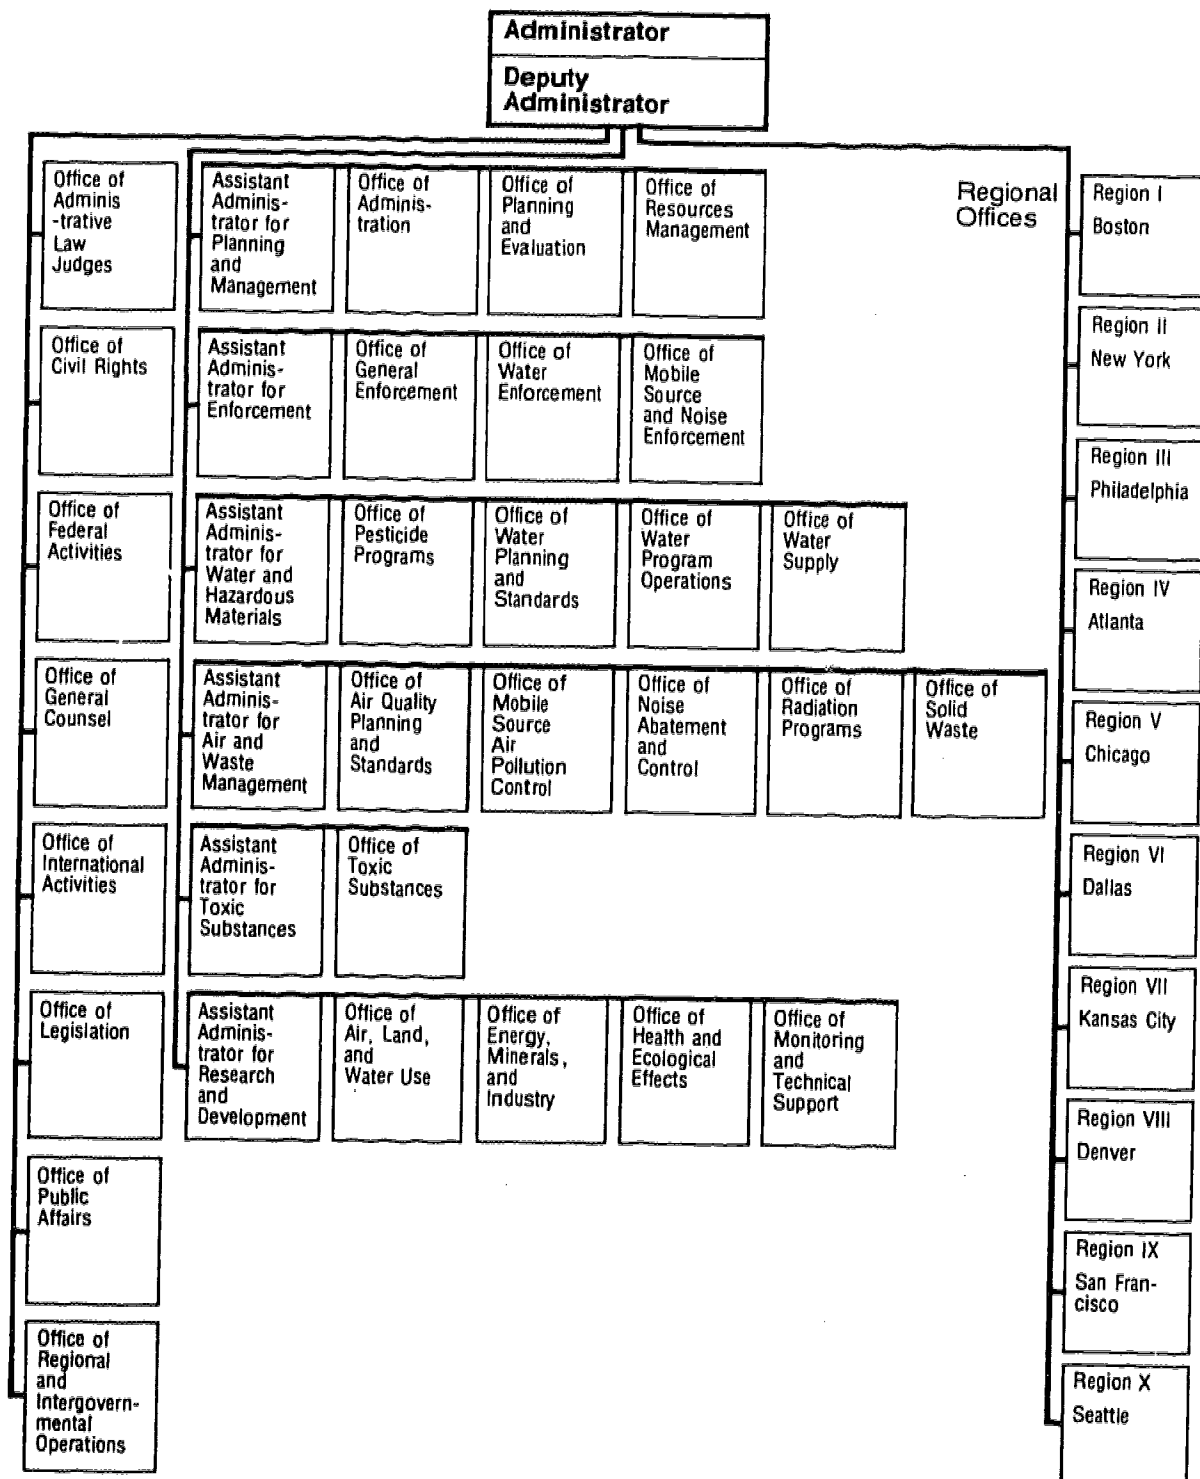 Administrator
Deputy
Administrator
Office of
Adminis
-trative
Law
Judges
Office of
Civil Rights
Office of
Federal
Activities
Office of
General
Counsel
Office of
International
Activities
Office of
Legislation
Office of
Public
Affairs
Office of
Regional
and
Intergovern-
mental
Operations
Assistant
Adminis-
trator for
Planning
and
Management
Office of
Adminis-
tration
Office of
Planning
and
Evaluation
Office of
Resources
Management
Assistant
Adminis-
trator for
Enforcement
Office of
General
Enforcement
Office of
Water
Enforcement
Office of
Mobile
Source
and Noise
Enforcement
Assistant
Adminis-
trator for
Water and
Hazardous
Materials
Office of
Pesticide
Programs
Office of
Water
Planning
and
Standards
Office of
Water
Program
Operations
Office of
Water
Supply
Assistant
Adminis-
trator for
Air and
Waste
Management
Office of
Air Quality
Planning
and
Standards
Office of
Mobile
Source
Air
Pollution
Control
Office of
Noise
Abatement
and
Control
Office of
Radiation
Programs
Office of
Solid
Waste
Assistant
Adminis-
trator for
Toxic
Substances
Office of
Toxic
Substances
Assistant
Adminis-
trator for
Research
and
Development
Office of
Air, Land,
and
Water Use
Office of
Energy,
Minerals,
and
Industry
Office of
Health and
Ecological
Effects
Office of
Monitoring
and
Technical
Support
Regional
Offices
Region I
Boston
Region II
New York
Region III
Philadelphia
Region IV
Atlanta
Region V
Chicago
Region VI
Dallas
Region VII
Kansas City
Region VIII
Denver
Region IX
San Fran-
cisco
Region X
Seattle